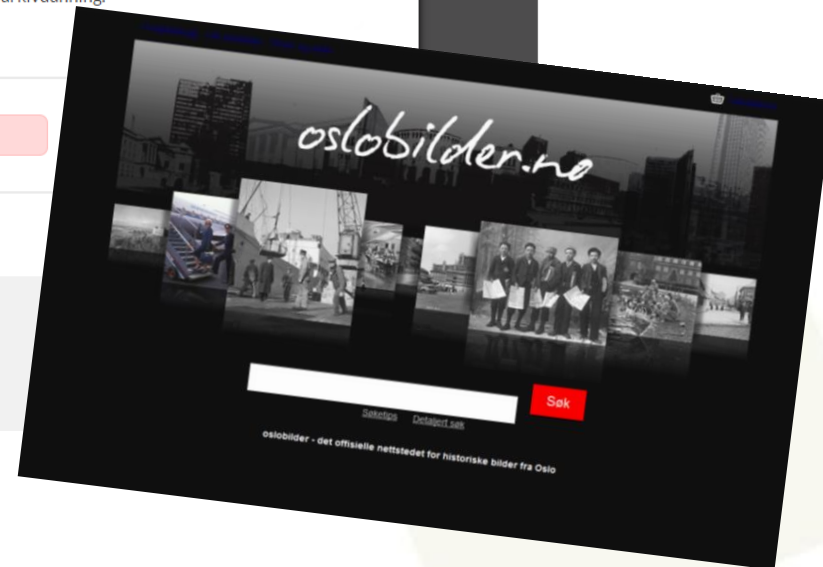 oslobilder.no
Søk
Søketips Detaljert søk
oslobilder - det offisielle nettstedet for historiske bilder fra Oslo